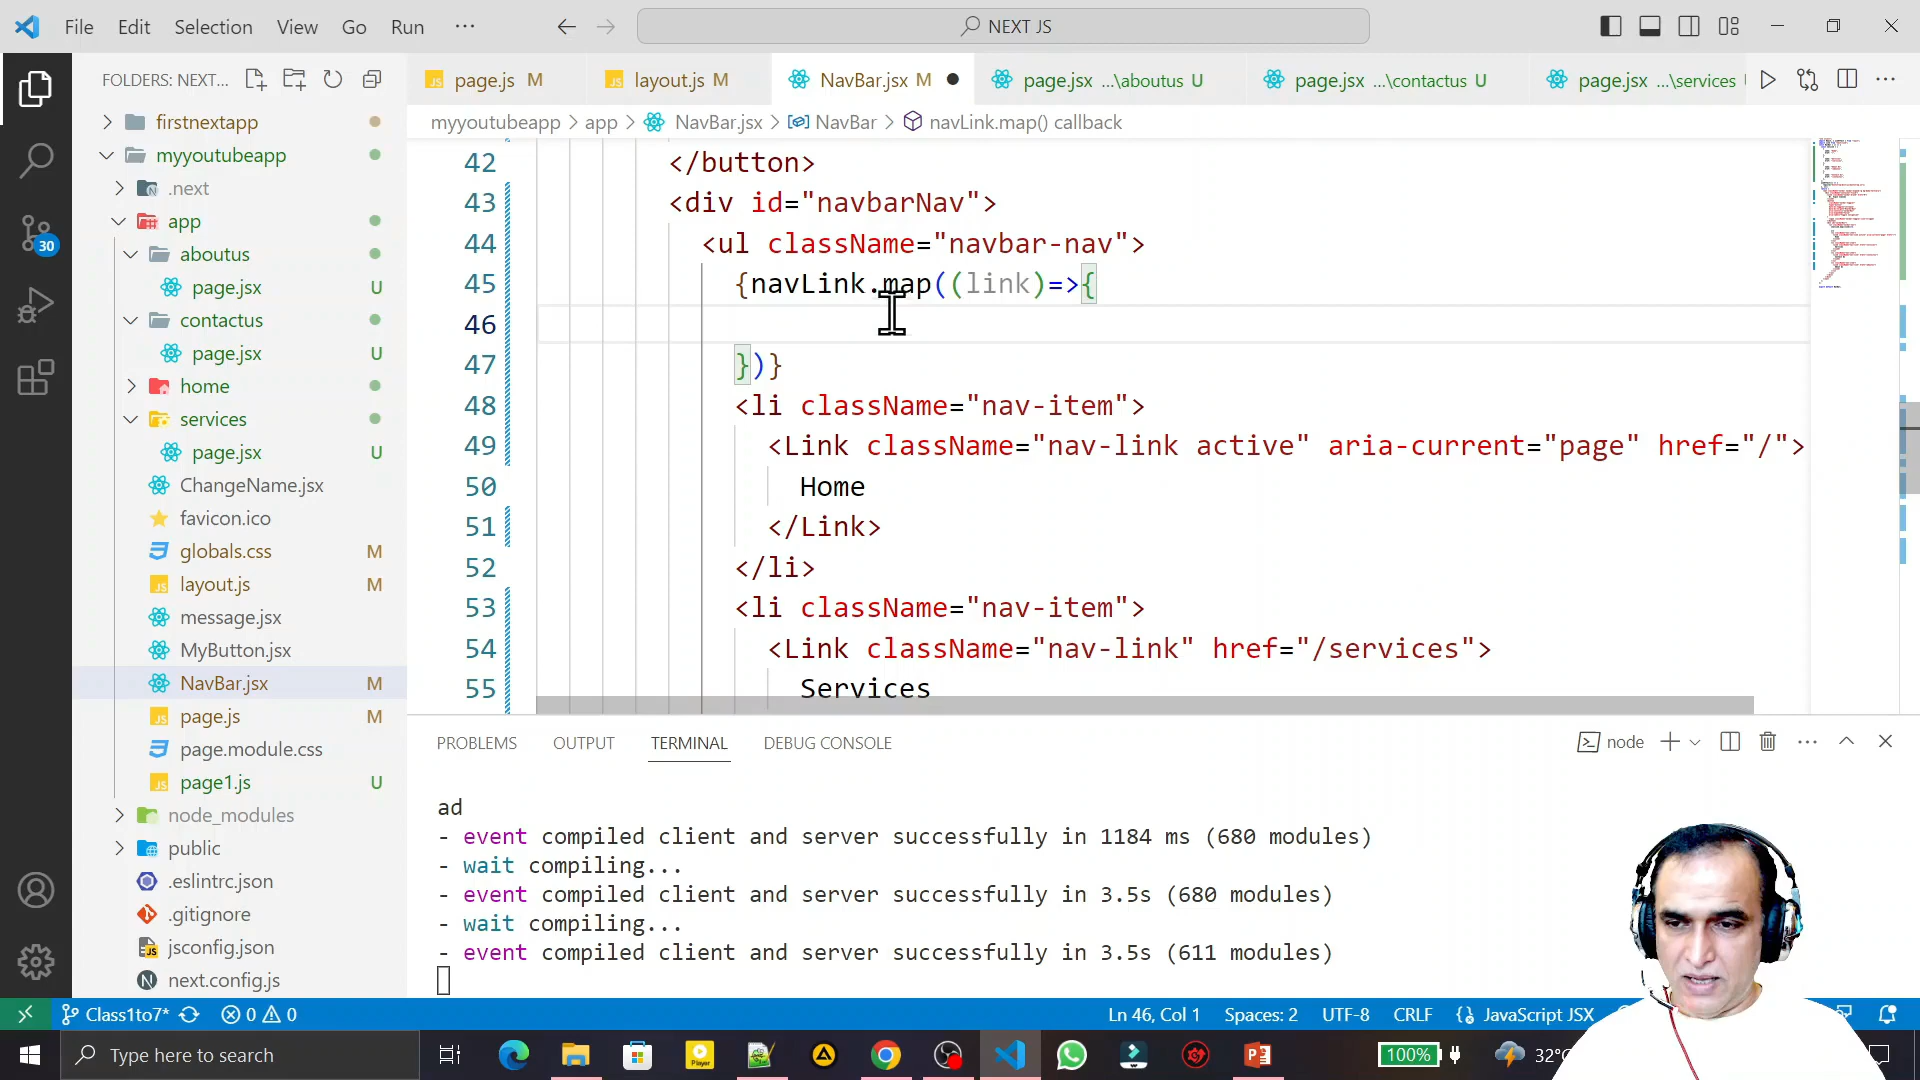 File Edit Selection View Go Run ··· NEXT JS
FOLDERS: NEXT...
page.js M layout.js M NavBar.jsx M page.jsx ...\aboutus U page.jsx ...\contactus U page.jsx ...\services
myyoutubeapp > app > NavBar.jsx > NavBar > navLink.map() callback
firstnextapp
myyoutubeapp
.next
app
aboutus
page.jsx U
contactus
page.jsx U
home
services
page.jsx U
ChangeName.jsx
favicon.ico
globals.css M
layout.js M
message.jsx
MyButton.jsx
NavBar.jsx M
page.js M
page.module.css
page1.js U
node_modules
public
.eslintrc.json
.gitignore
jsconfig.json
next.config.js
30
42 </button>
43 <div id="navbarNav">
44 <ul className="navbar-nav">
45 {navLink.map((link)=>{
46
47 })}
48 <li className="nav-item">
49 <Link className="nav-link active" aria-current="page" href="/">
50 Home
51 </Link>
52 </li>
53 <li className="nav-item">
54 <Link className="nav-link" href="/services">
55 Services
PROBLEMS OUTPUT TERMINAL DEBUG CONSOLE node
ad
- event compiled client and server successfully in 1184 ms (680 modules)
- wait compiling...
- event compiled client and server successfully in 3.5s (680 modules)
- wait compiling...
- event compiled client and server successfully in 3.5s (611 modules)
Class1to7* 0 0 Ln 46, Col 1 Spaces: 2 UTF-8 CRLF {} JavaScript JSX
Type here to search 100% 32°C